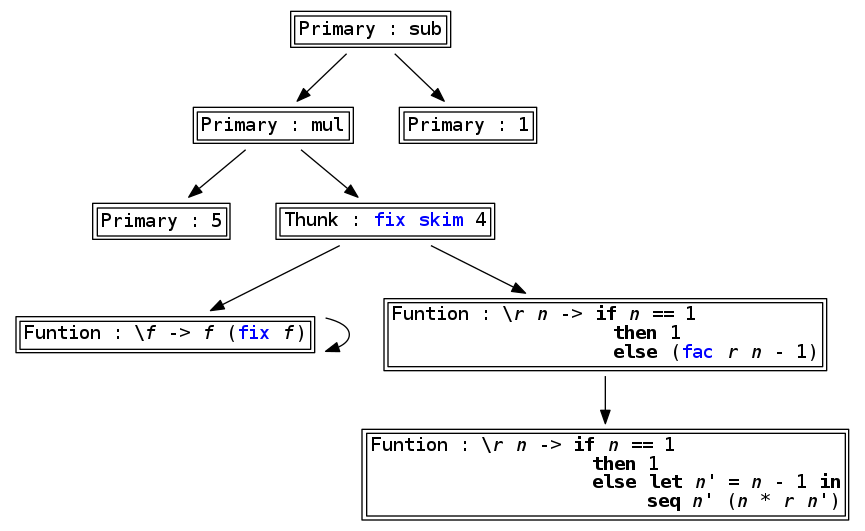 Primary : sub
Primary : mul
Primary : 1
Primary : 5
Thunk : fix skim 4
Funtion : \f -> f (fix f)
Funtion : \r n -> if n == 1
then 1
else (fac r n - 1)
Funtion : \r n -> if n == 1
then 1
else let n' = n - 1 in
seq n' (n * r n')